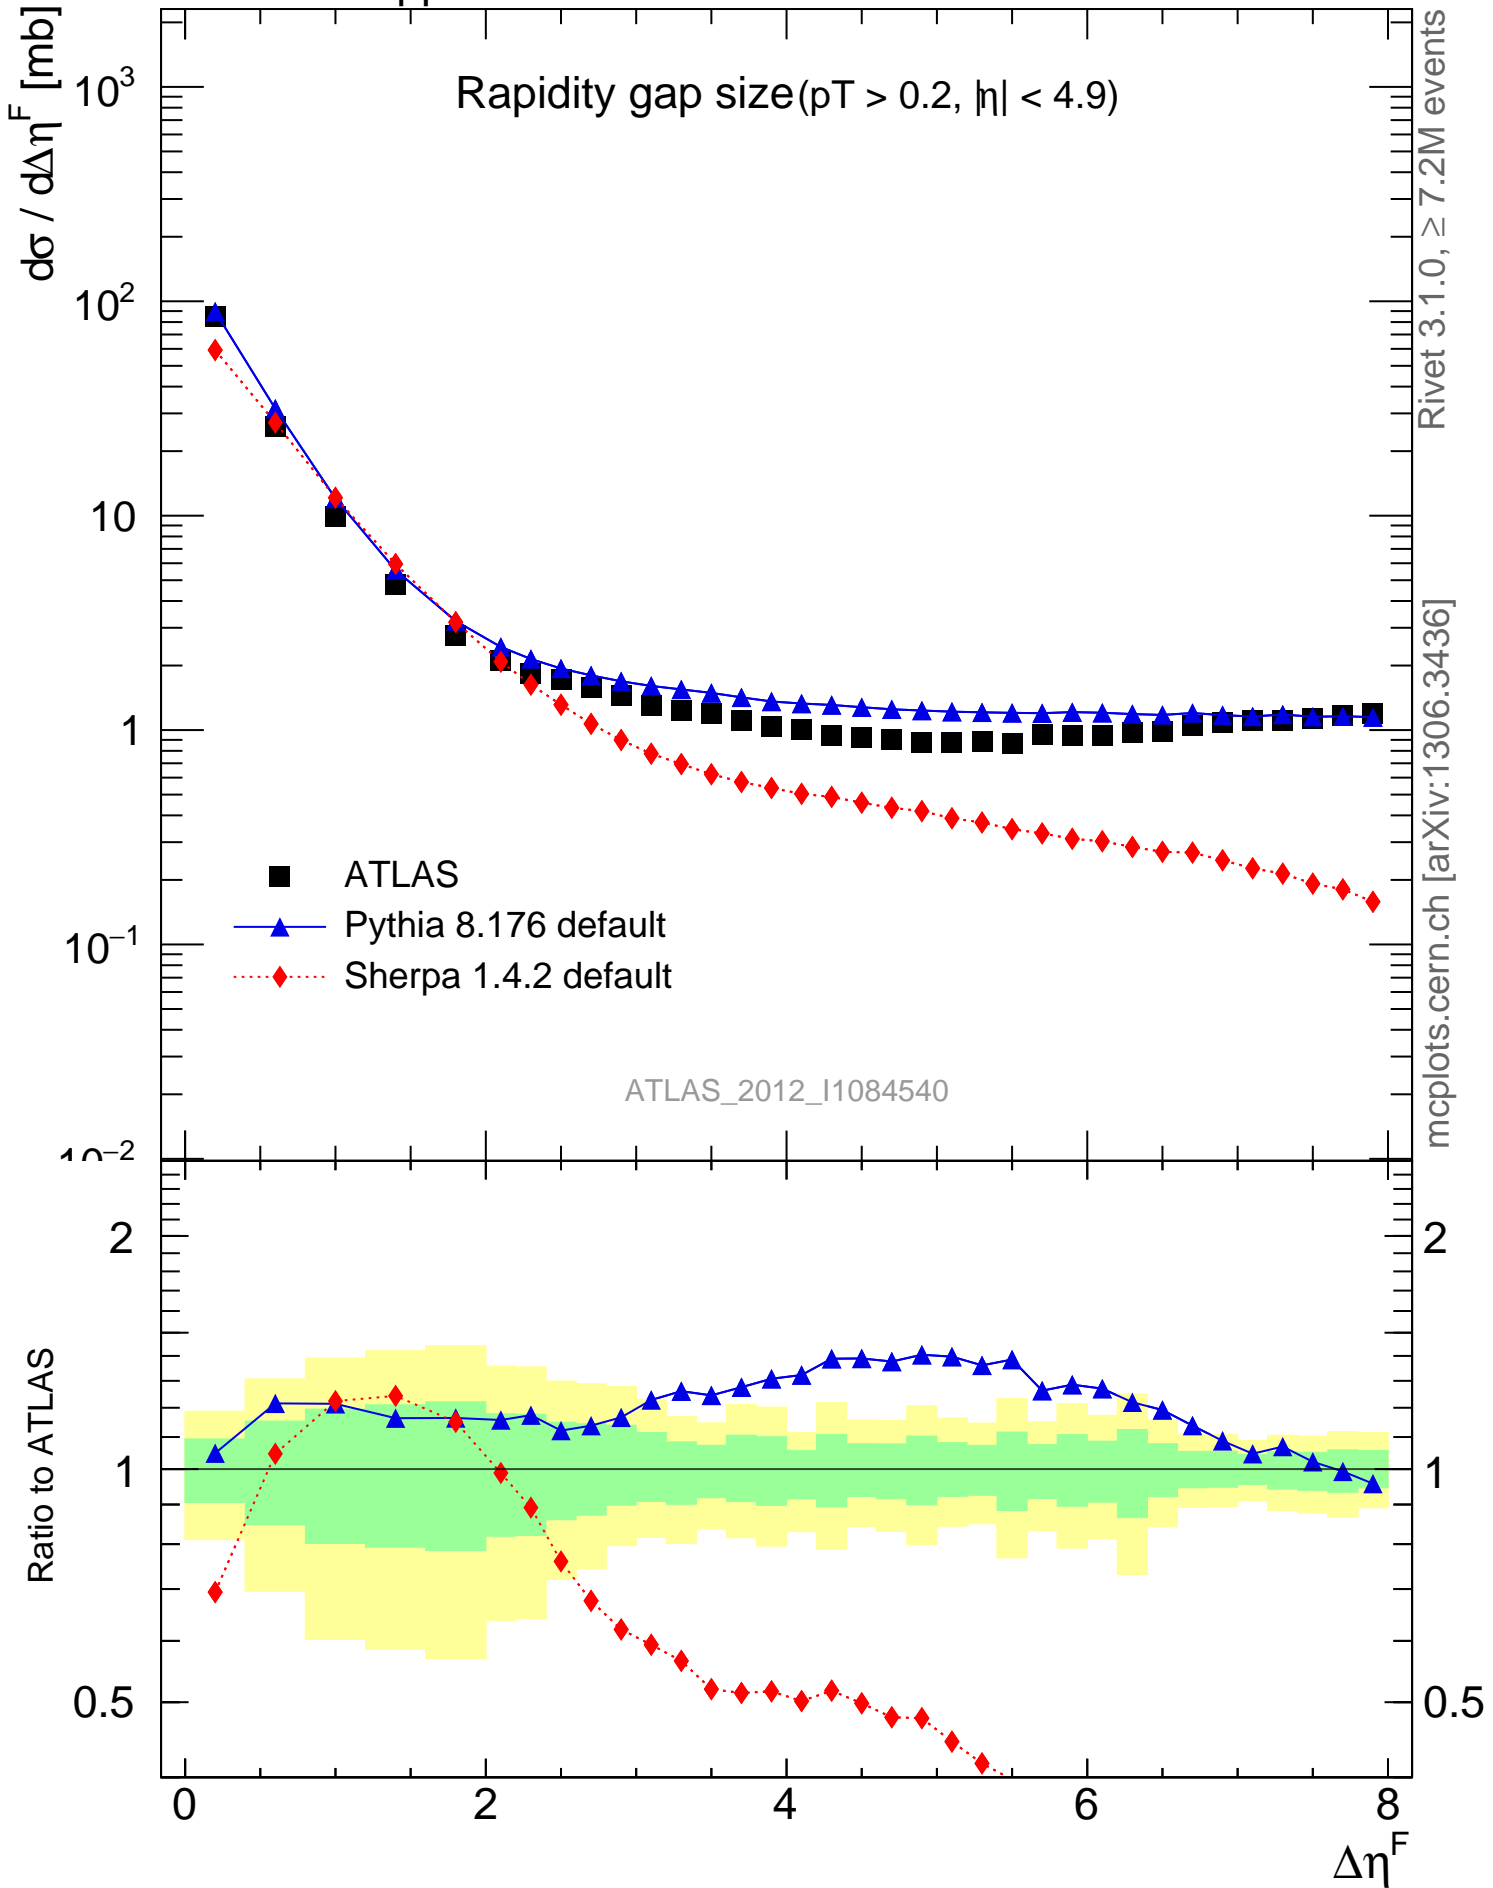 Rapidity gap size(pT > 0.2, |η| < 4.9)
dσ / dΔη^F [mb]
10^3
10^2
10
1
10^−1
10^−2
ATLAS
Pythia 8.176 default
Sherpa 1.4.2 default
ATLAS_2012_I1084540
Rivet 3.1.0, ≥ 7.2M events
mcplots.cern.ch [arXiv:1306.3436]
Ratio to ATLAS
2
1
0.5
2
1
0.5
0 2 4 6 8
Δη^F